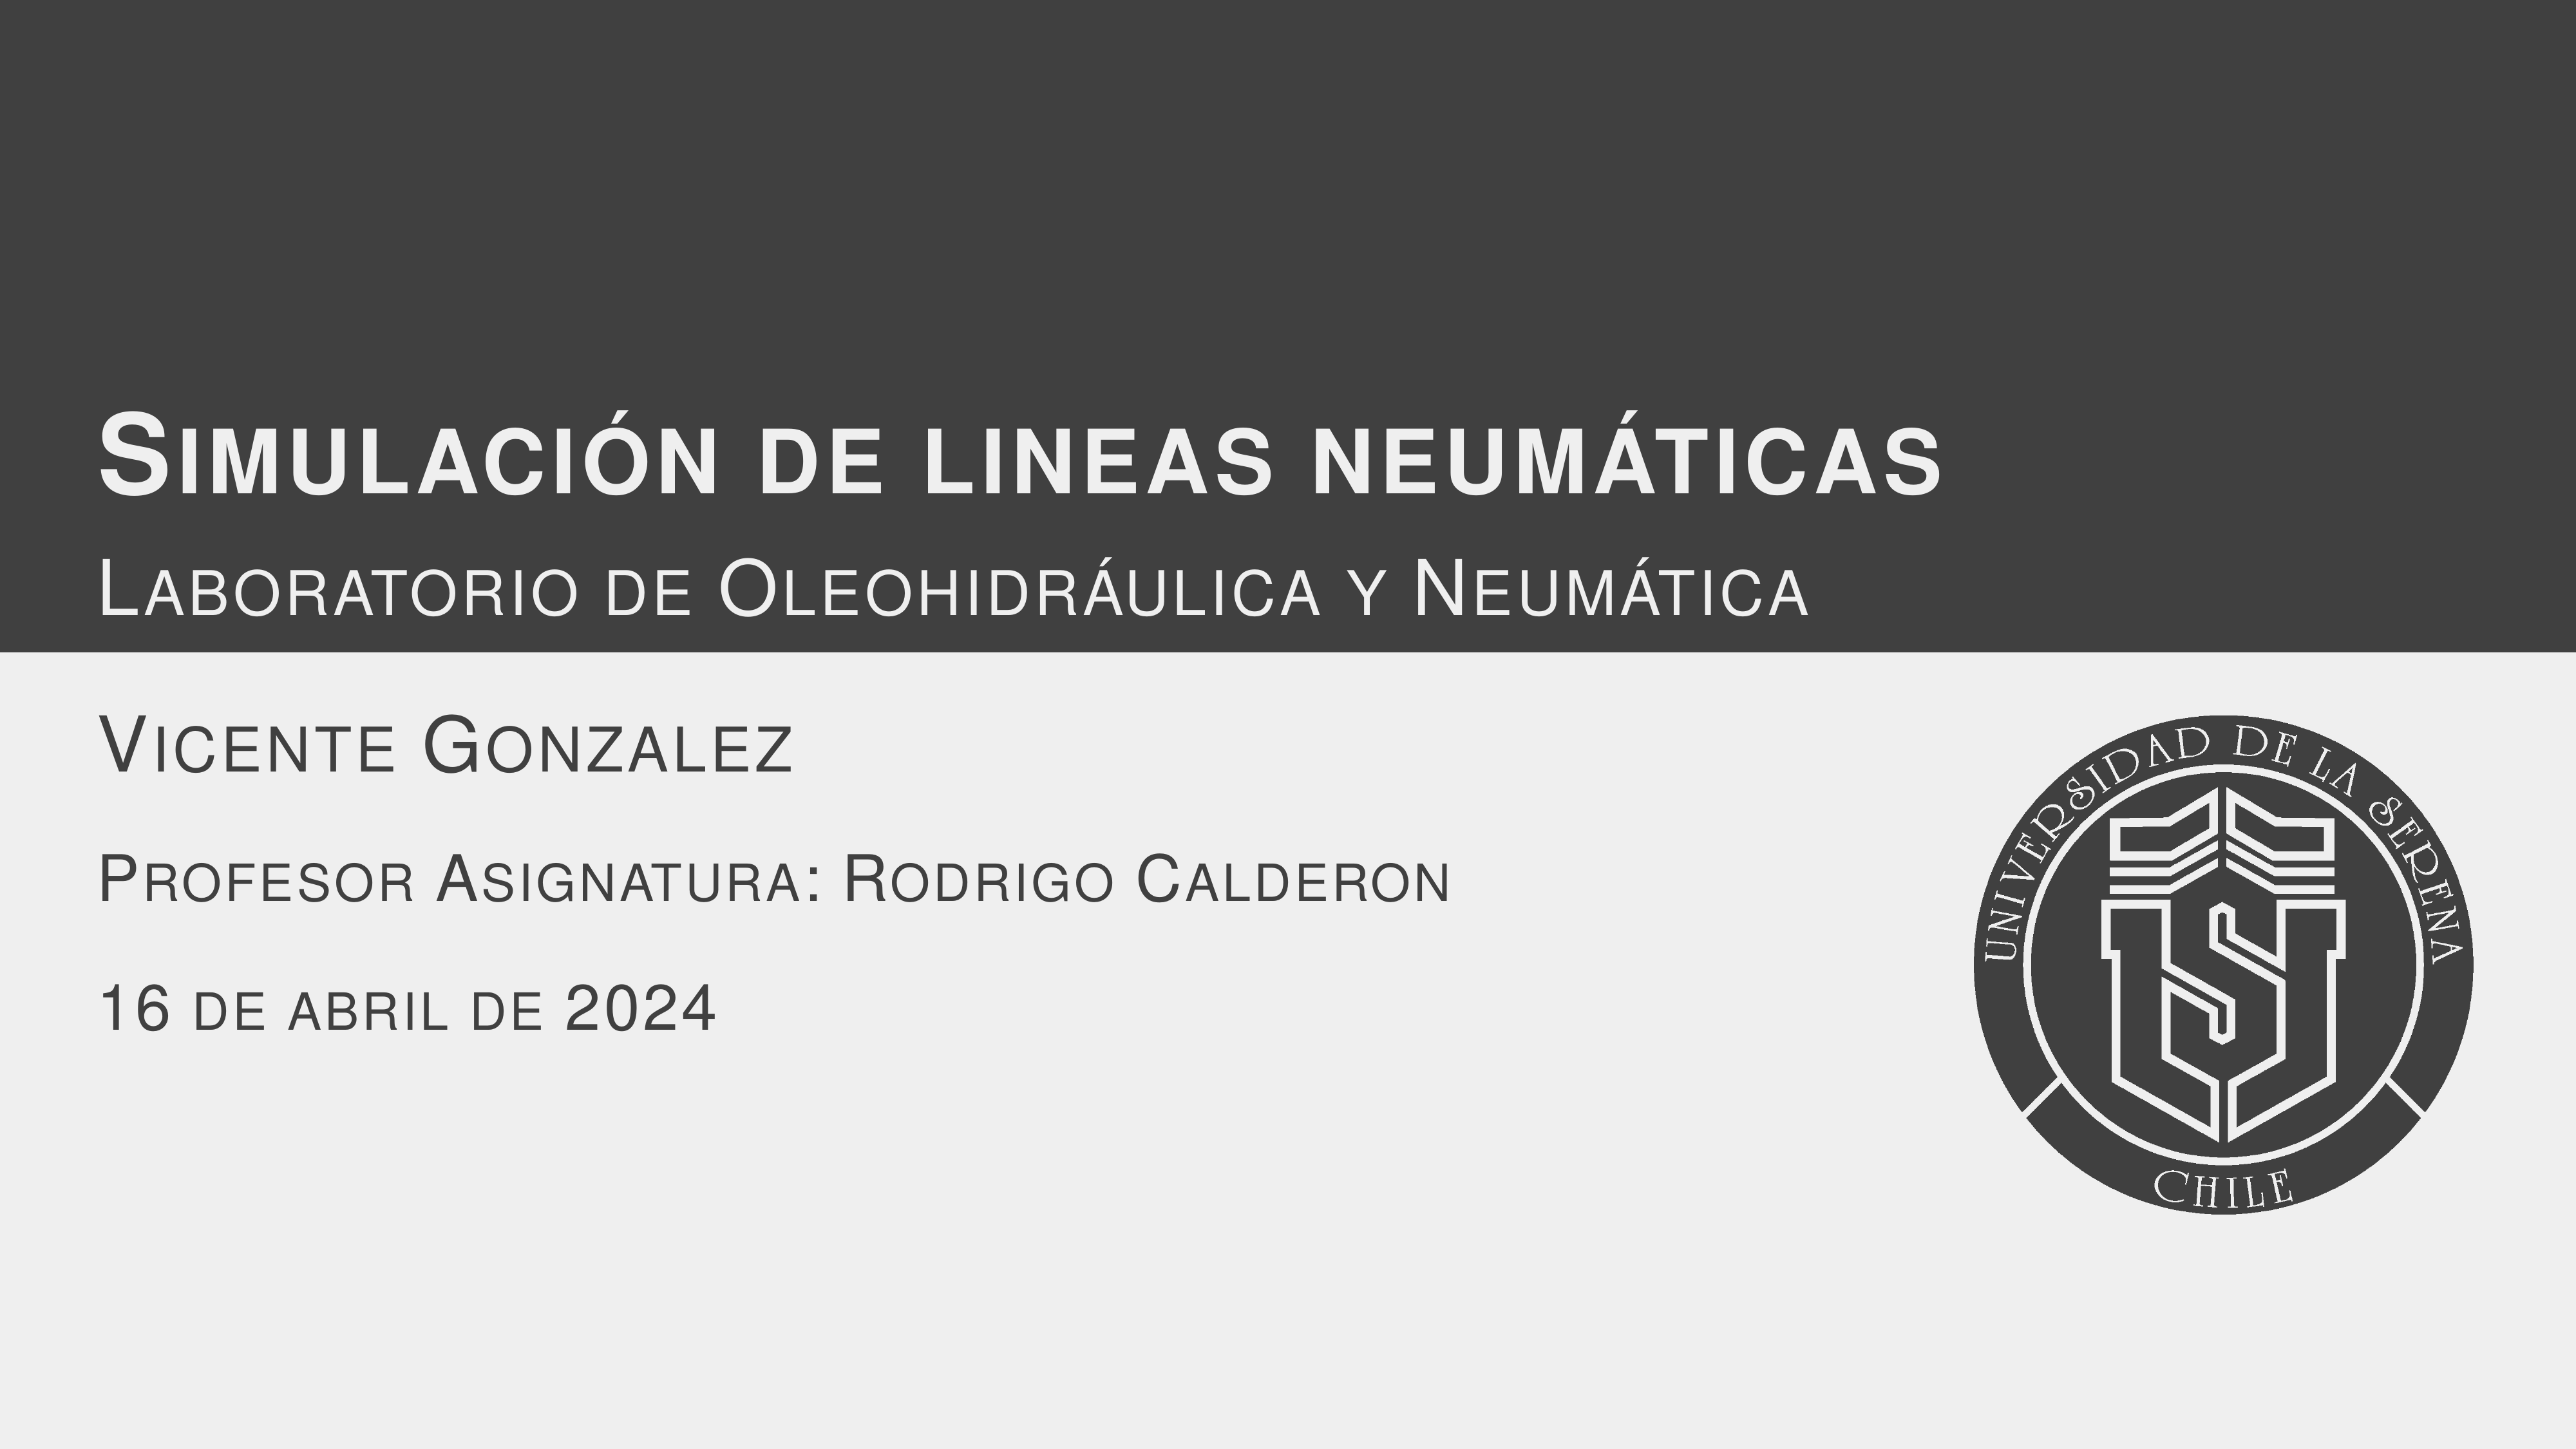 Simulación de lineas neumáticas
Laboratorio de Oleohidráulica y Neumática
Vicente Gonzalez
Profesor Asignatura: Rodrigo Calderon
16 de abril de 2024
UNIVERSIDAD DE LA SERENA
CHILE